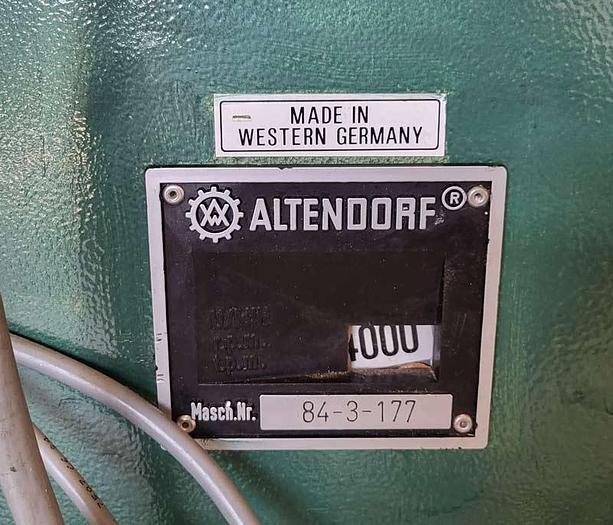 MADE IN
WESTERN GERMANY
ALTENDORF®
4000
Masch.Nr. 84-3-177